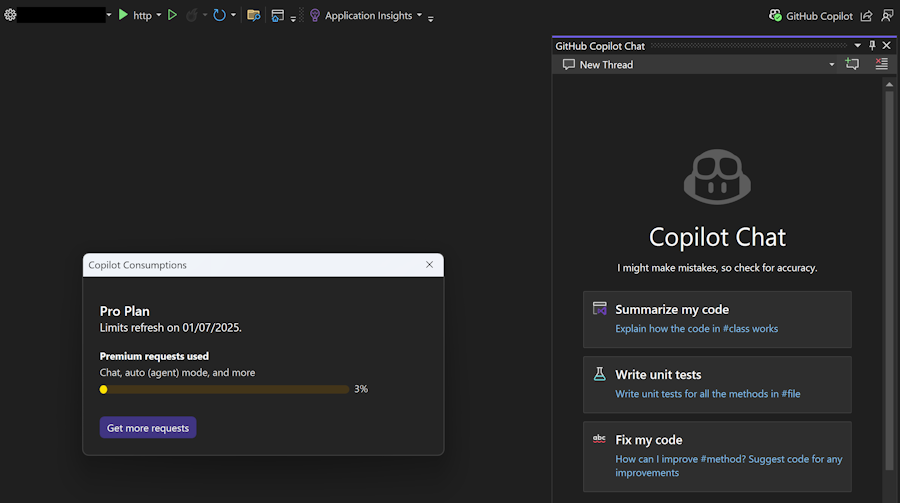 http
Application Insights
GitHub Copilot
GitHub Copilot Chat
New Thread
Copilot Chat
I might make mistakes, so check for accuracy.
Summarize my code
Explain how the code in #class works
Write unit tests
Write unit tests for all the methods in #file
abc
Fix my code
How can I improve #method? Suggest code for any
improvements
Copilot Consumptions
Pro Plan
Limits refresh on 01/07/2025.
Premium requests used
Chat, auto (agent) mode, and more
3%
Get more requests